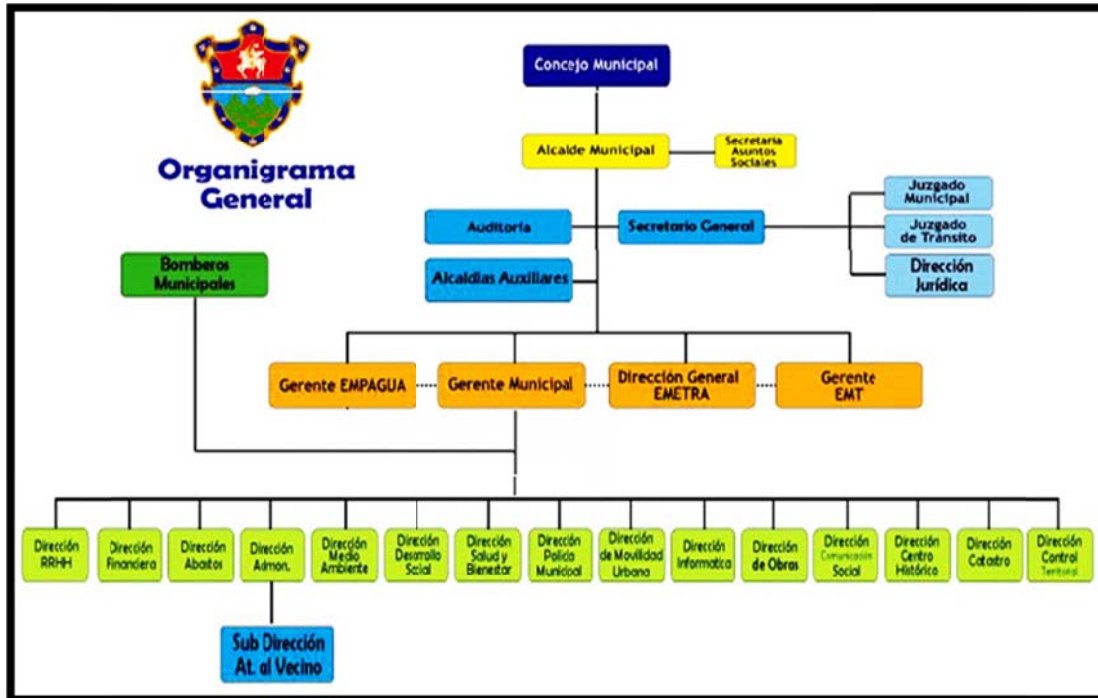 Organigrama
General
Concejo Municipal
Alcalde Municipal
Secretaria
Asuntos
Sociales
Auditoria
Secretario General
Juzgado
Municipal
Juzgado
de Tránsito
Dirección
Jurídica
Alcaldias Auxiliares
Bomberos
Municipales
Gerente EMPAGUA
Gerente Municipal
Dirección General
EMETRA
Gerente
EMT
Dirección
RRHH
Dirección
Financiera
Dirección
Abastos
Dirección
Admon.
Dirección
Medio
Ambiente
Dirección
Desarrollo
Social
Dirección
Salud y
Bienestar
Dirección
Policia
Municipal
Dirección
de Movilidad
Urbana
Dirección
Informatica
Dirección
de Obras
Dirección
Comunicación
Social
Dirección
Centro
Histórico
Dirección
Catastro
Dirección
Control
Territorial
Sub Dirección
At. al Vecino